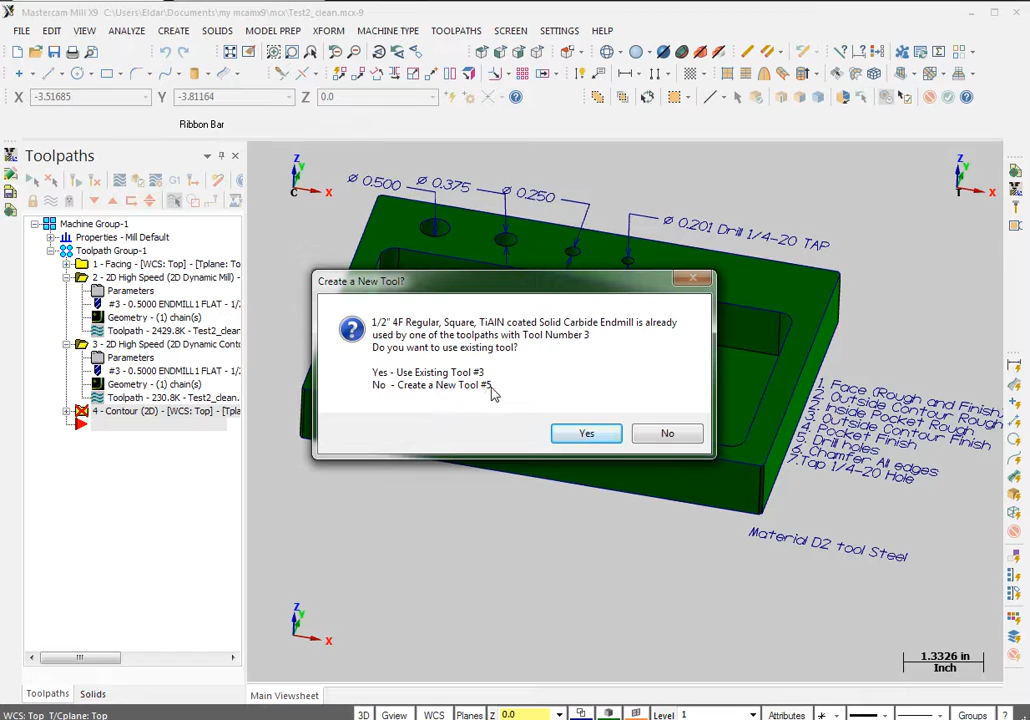 Mastercam Mill X9 C:\Users\Eldar\Documents\my mcamx9\mcx\Test2_clean.mcx-9
FILE EDIT VIEW ANALYZE CREATE SOLIDS MODEL PREP XFORM MACHINE TYPE TOOLPATHS SCREEN SETTINGS HELP
X -3.51685 Y -3.81164 Z 0.0
Ribbon Bar
Toolpaths
Machine Group-1
Properties - Mill Default
Toolpath Group-1
1 - Facing - [WCS: Top] - [Tplane: To
2 - 2D High Speed (2D Dynamic Mill) -
Parameters
#3 - 0.5000 ENDMILL1 FLAT - 1/
Geometry - (1) chain(s)
Toolpath - 2429.8K - Test2_clean.
3 - 2D High Speed (2D Dynamic Conto
Parameters
#3 - 0.5000 ENDMILL1 FLAT - 1/2
Geometry - (1) chain(s)
Toolpath - 230.8K - Test2_clean.
4 - Contour (2D) - [WCS: Top] - [Tpla
Toolpaths Solids
Z
Y
X
C
Z
Y
X
T
Ø 0.500
Ø 0.375
Ø 0.250
Ø 0.201 Drill 1/4-20 TAP
Create a New Tool?
1/2" 4F Regular, Square, TiAlN coated Solid Carbide Endmill is already
used by one of the toolpaths with Tool Number 3
Do you want to use existing tool?
Yes - Use Existing Tool #3
No - Create a New Tool #5
Yes No
1. Face (Rough and Finish)
2. Outside Contour Rough
3. Inside Pocket Rough
3. Outside Contour Finish
4. Pocket Finish
5. Drill holes
6. Chamfer All edges
7.Tap 1/4-20 Hole
Material D2 tool Steel
Z
Y
X
1.3326 in
Inch
Main Viewsheet
3D Gview WCS Planes Z 0.0 Level 1 Attributes Groups
WCS: Top T/Cplane: Top